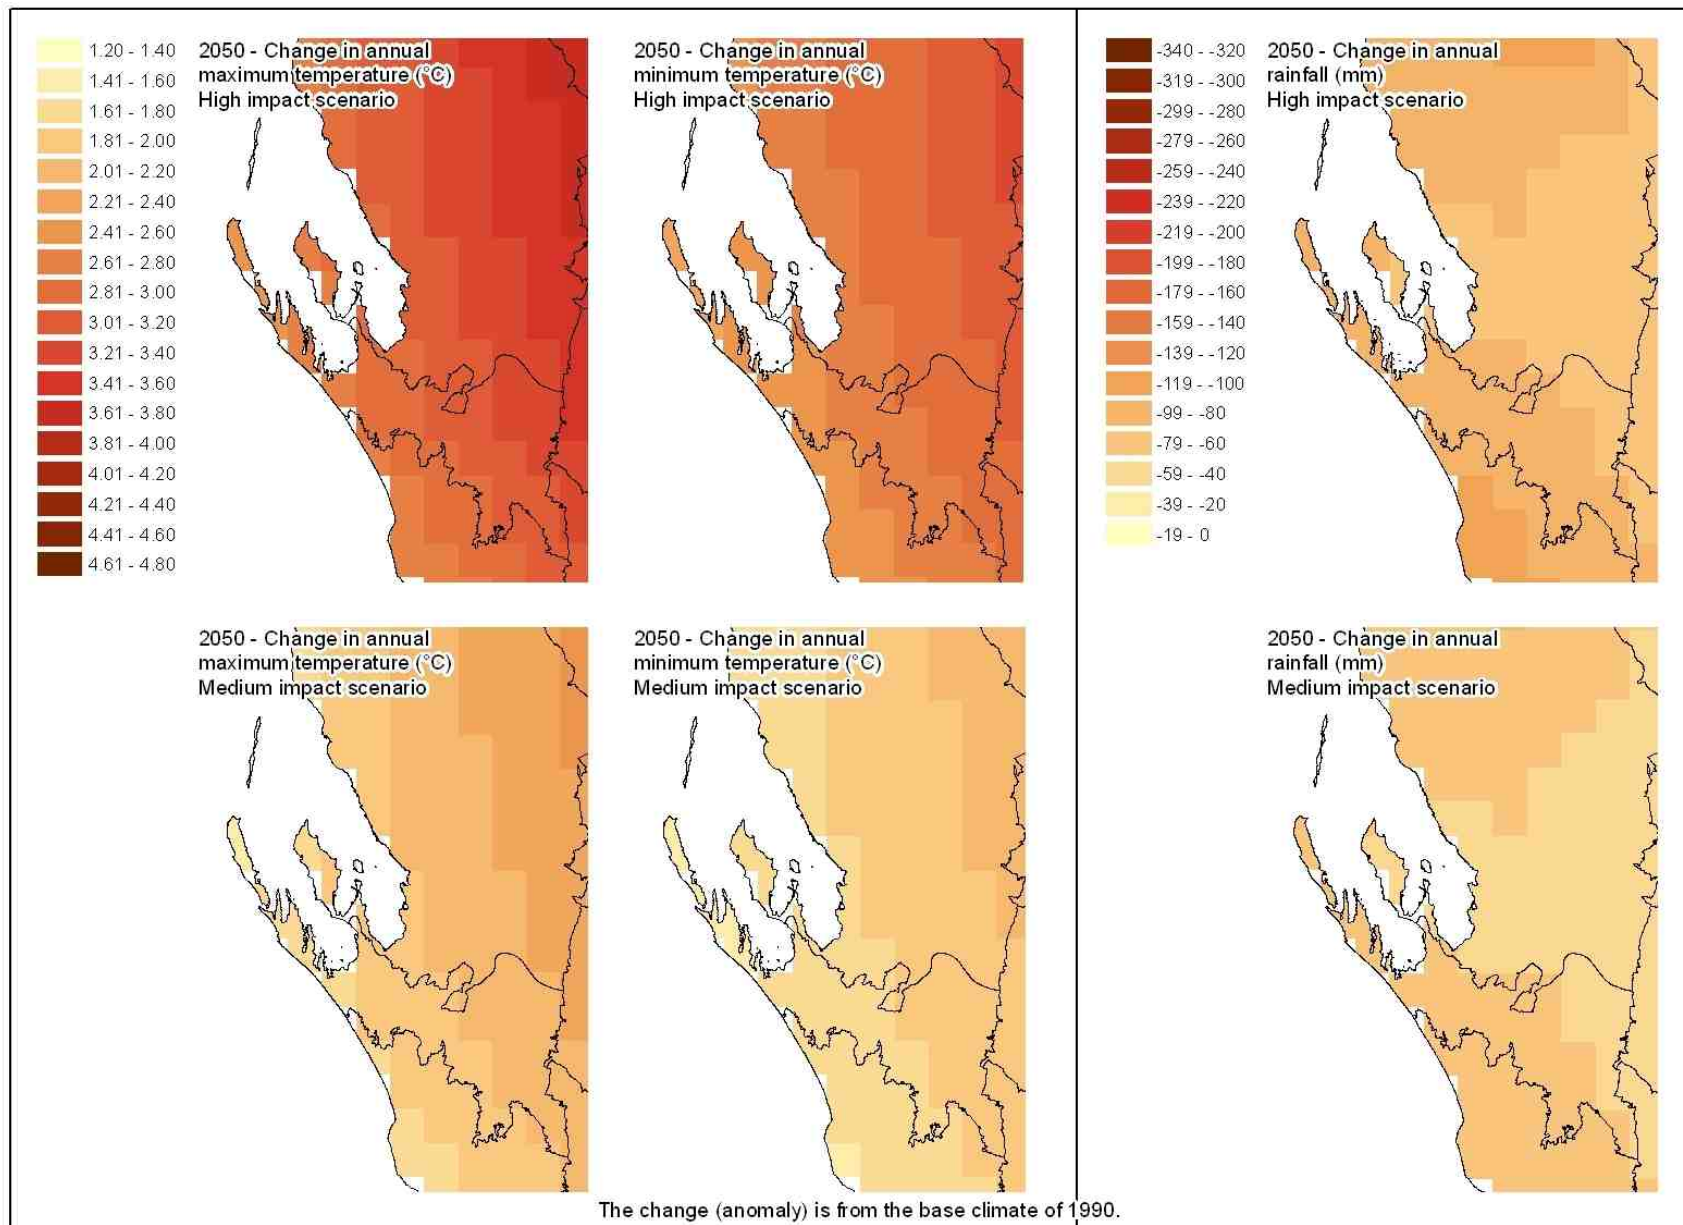 1.20 - 1.40
1.41 - 1.60
1.61 - 1.80
1.81 - 2.00
2.01 - 2.20
2.21 - 2.40
2.41 - 2.60
2.61 - 2.80
2.81 - 3.00
3.01 - 3.20
3.21 - 3.40
3.41 - 3.60
3.61 - 3.80
3.81 - 4.00
4.01 - 4.20
4.21 - 4.40
4.41 - 4.60
4.61 - 4.80
2050 - Change in annual
maximum temperature (°C)
High impact scenario
2050 - Change in annual
minimum temperature (°C)
High impact scenario
-340 - -320
-319 - -300
-299 - -280
-279 - -260
-259 - -240
-239 - -220
-219 - -200
-199 - -180
-179 - -160
-159 - -140
-139 - -120
-119 - -100
-99 - -80
-79 - -60
-59 - -40
-39 - -20
-19 - 0
2050 - Change in annual
rainfall (mm)
High impact scenario
2050 - Change in annual
maximum temperature (°C)
Medium impact scenario
2050 - Change in annual
minimum temperature (°C)
Medium impact scenario
2050 - Change in annual
rainfall (mm)
Medium impact scenario
The change (anomaly) is from the base climate of 1990.